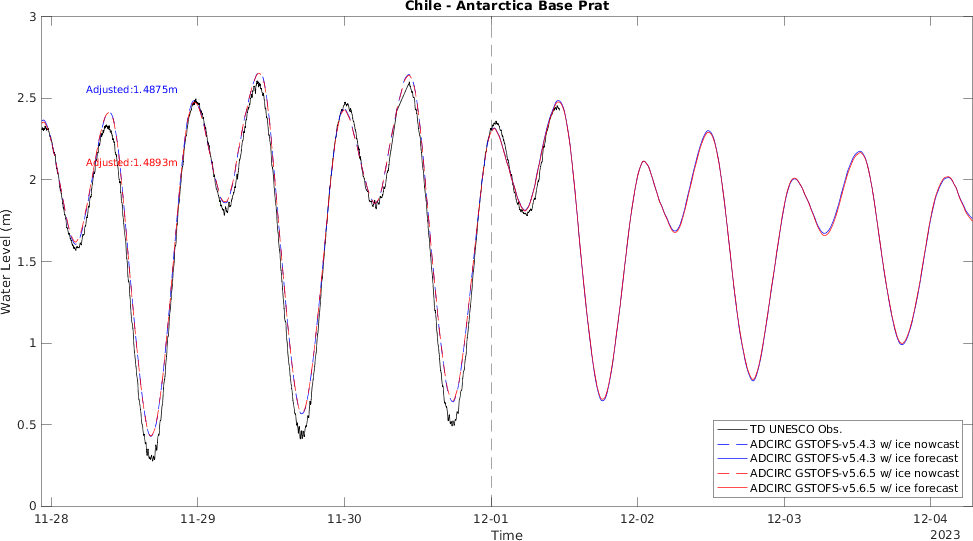 Chile - Antarctica Base Prat
3
2.5
2
1.5
1
0.5
0
Water Level (m)
Adjusted:1.4875m
Adjusted:1.4893m
TD UNESCO Obs.
ADCIRC GSTOFS-v5.4.3 w/ ice nowcast
ADCIRC GSTOFS-v5.4.3 w/ ice forecast
ADCIRC GSTOFS-v5.6.5 w/ ice nowcast
ADCIRC GSTOFS-v5.6.5 w/ ice forecast
11-28 11-29 11-30 12-01 12-02 12-03 12-04
Time 2023